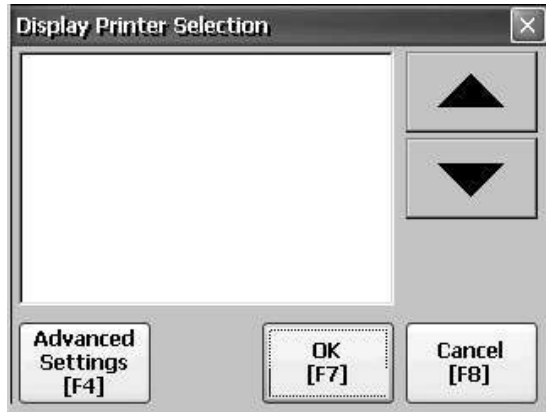 Display Printer Selection
Advanced
Settings
[F4]
OK
[F7]
Cancel
[F8]